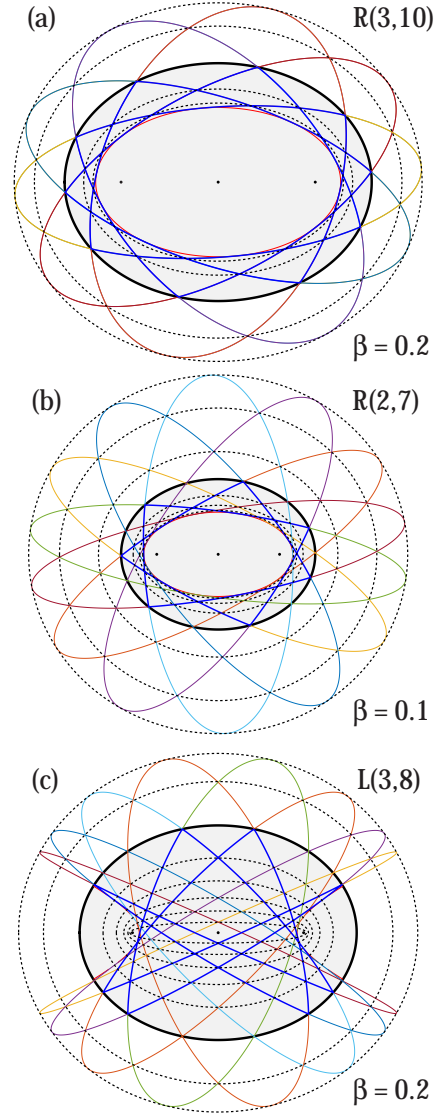 (a) R(3,10)
β = 0.2
(b) R(2,7)
β = 0.1
(c) L(3,8)
β = 0.2